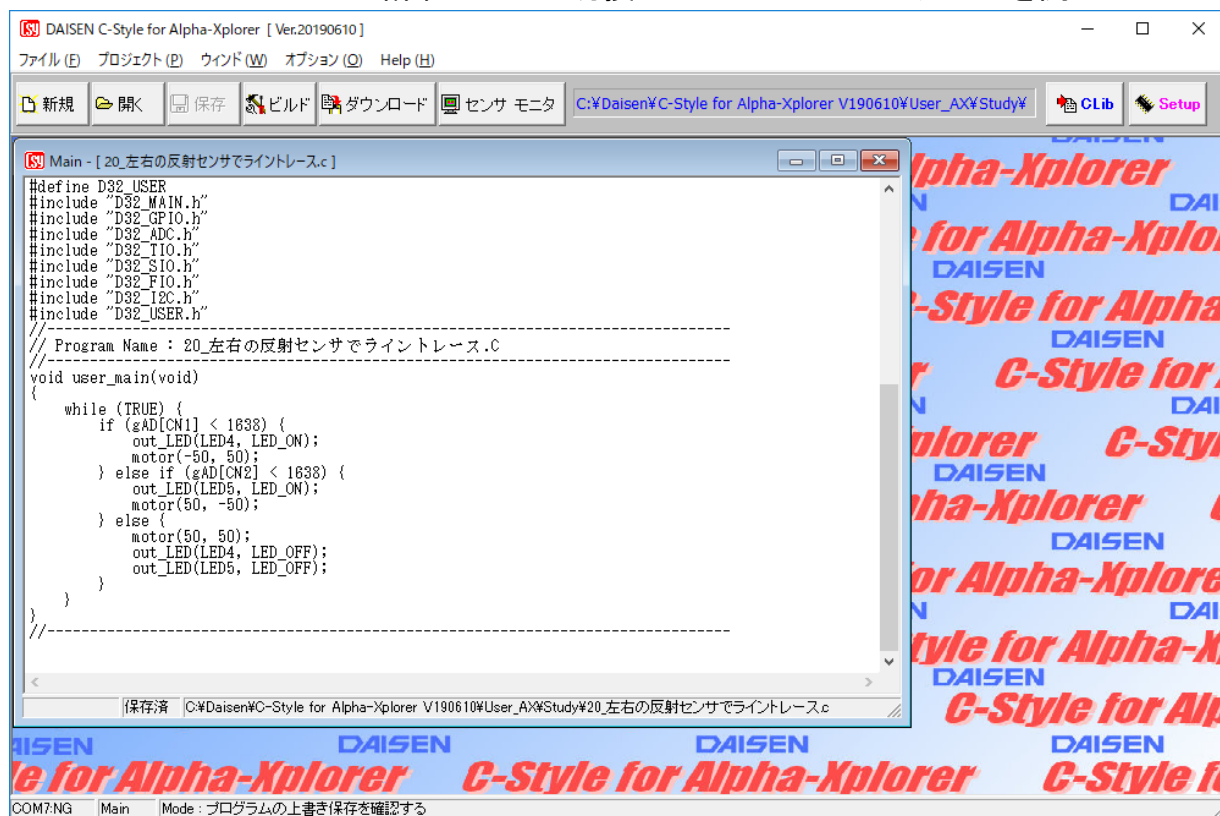 DAISEN C-Style for Alpha-Xplorer [ Ver.20190610 ]
ファイル (F) プロジェクト (P) ウィンド (W) オプション (O) Help (H)
新規 開く 保存 ビルド ダウンロード センサ モニタ C:¥Daisen¥C-Style for Alpha-Xplorer V190610¥User_AX¥Study¥ CLib Setup
Main - [ 20_左右の反射センサでライントレース.c ]
#define D32_USER
#include "D32_MAIN.h"
#include "D32_GPIO.h"
#include "D32_ADC.h"
#include "D32_TIO.h"
#include "D32_SIO.h"
#include "D32_FIO.h"
#include "D32_I2C.h"
#include "D32_USER.h"
//--------------------------------------------------------------------------------
// Program Name : 20_左右の反射センサでライントレース.C
//--------------------------------------------------------------------------------
void user_main(void)
{
    while (TRUE) {
        if (gAD[CN1] < 1638) {
            out_LED(LED4, LED_ON);
            motor(-50, 50);
        } else if (gAD[CN2] < 1638) {
            out_LED(LED5, LED_ON);
            motor(50, -50);
        } else {
            motor(50, 50);
            out_LED(LED4, LED_OFF);
            out_LED(LED5, LED_OFF);
        }
    }
}
//--------------------------------------------------------------------------------
保存済 C:¥Daisen¥C-Style for Alpha-Xplorer V190610¥User_AX¥Study¥20_左右の反射センサでライントレース.c
DAISEN DAISEN DAISEN
C-Style for Alpha-Xplorer
COM7:NG Main Mode : プログラムの上書き保存を確認する